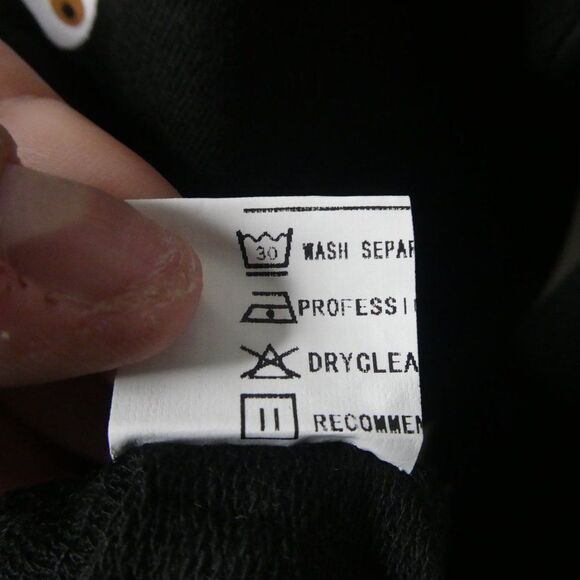 30 WASH SEPAR
PROFESSI
DRYCLEA
RECOMMEN